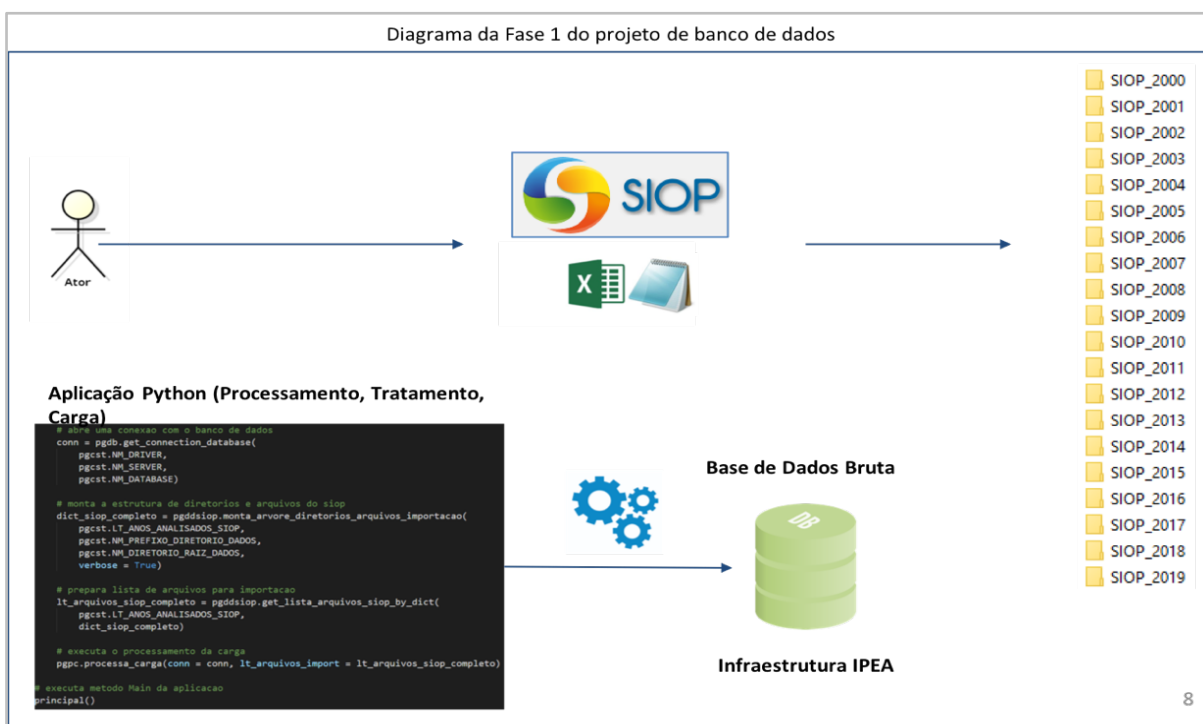 Diagrama da Fase 1 do projeto de banco de dados
SIOP
Ator
SIOP_2000
SIOP_2001
SIOP_2002
SIOP_2003
SIOP_2004
SIOP_2005
SIOP_2006
SIOP_2007
SIOP_2008
SIOP_2009
SIOP_2010
SIOP_2011
SIOP_2012
SIOP_2013
SIOP_2014
SIOP_2015
SIOP_2016
SIOP_2017
SIOP_2018
SIOP_2019
Aplicação Python (Processamento, Tratamento,
Carga)
# abre uma conexao com o banco de dados
conn = pgdb.get_connection_database(
pgcst.NM_DRIVER,
pgcst.NM_SERVER,
pgcst.NM_DATABASE)
# monta a estrutura de diretorios e arquivos do siop
dict_siop_completo = pgddsiop.monta_arvore_diretorios_arquivos_importacao(
pgcst.LT_ANOS_ANALISADOS_SIOP,
pgcst.NM_PREFIXO_DIRETORIO_DADOS,
pgcst.NM_DIRETORIO_RAIZ_DADOS,
verbose = True)
# prepara lista de arquivos para importacao
lt_arquivos_siop_completo = pgddsiop.get_lista_arquivos_siop_by_dict(
pgcst.LT_ANOS_ANALISADOS_SIOP,
dict_siop_completo)
# executa o processamento da carga
pgpc.processa_carga(conn = conn, lt_arquivos_import = lt_arquivos_siop_completo)
# executa metodo Main da aplicacao
principal()
Base de Dados Bruta
DB
Infraestrutura IPEA
8